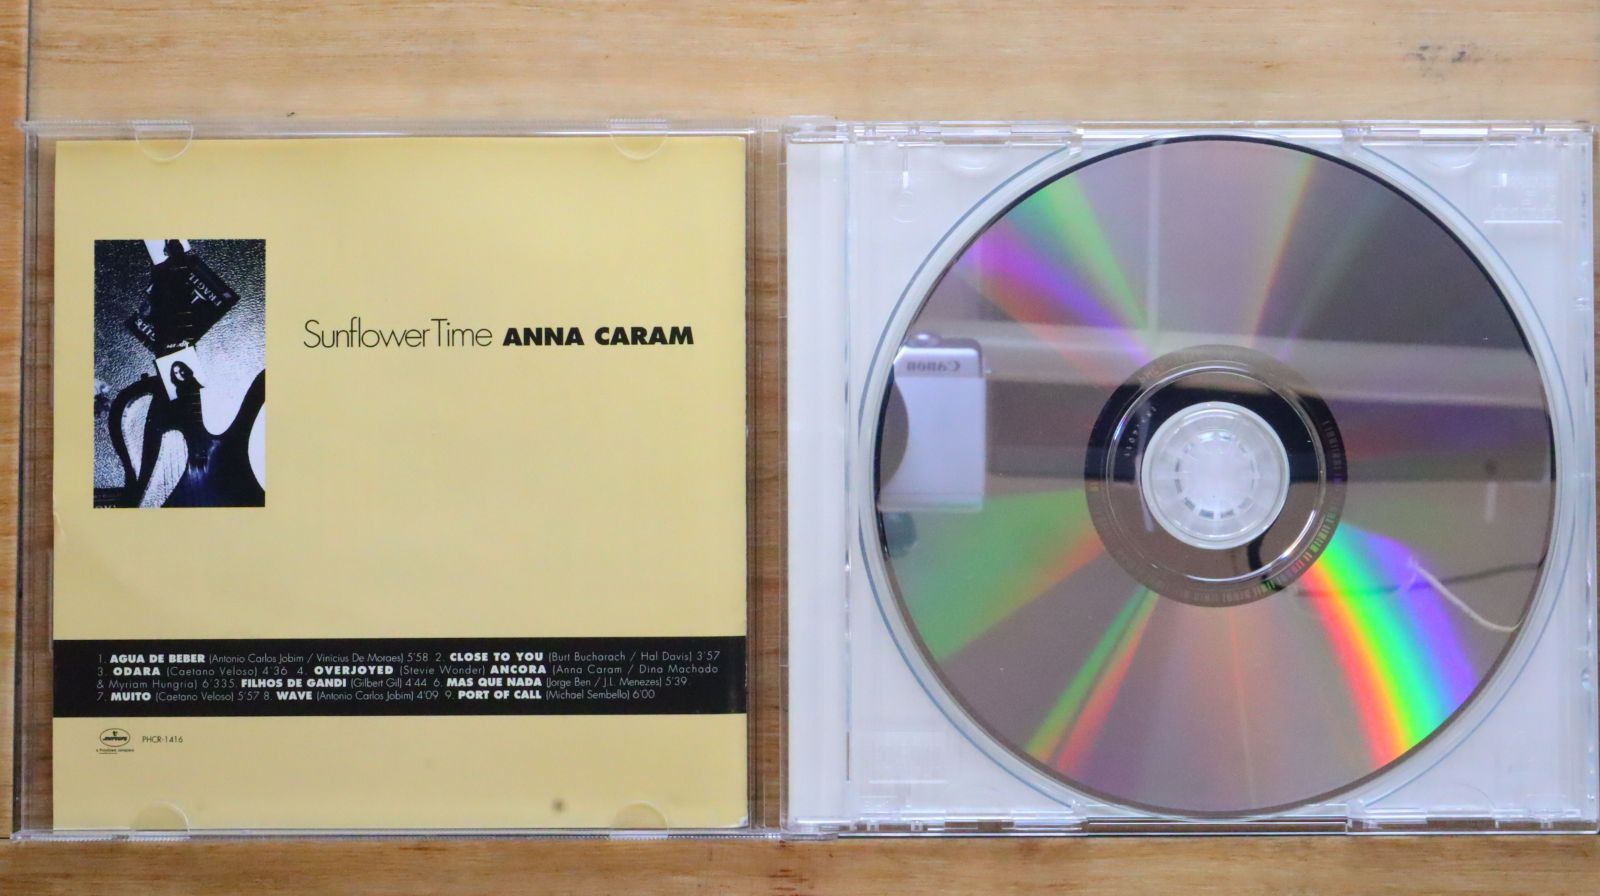 FRAGIL
Sunflower Time ANNA CARAM
Canon
1. AGUA DE BEBER (Antonio Carlos Jobim / Vinicius De Moraes) 5'58 2. CLOSE TO YOU (Burt Bucharach / Hal Davis) 3'57
3. ODARA (Caetano Veloso) 4'36 4. OVERJOYED (Stevie Wonder) ANCORA (Anna Caram / Dina Machado
& Myriam Hungria) 6'335. FILHOS DE GANDI (Gilbert Gil) 4'44 6. MAS QUE NADA (Jorge Ben / J.L. Menezes) 5'39
7. MUITO (Caetano Veloso) 5'57 8. WAVE (Antonio Carlos Jobim) 4'09 9. PORT OF CALL (Michael Sembello) 6'00
PHCR-1416